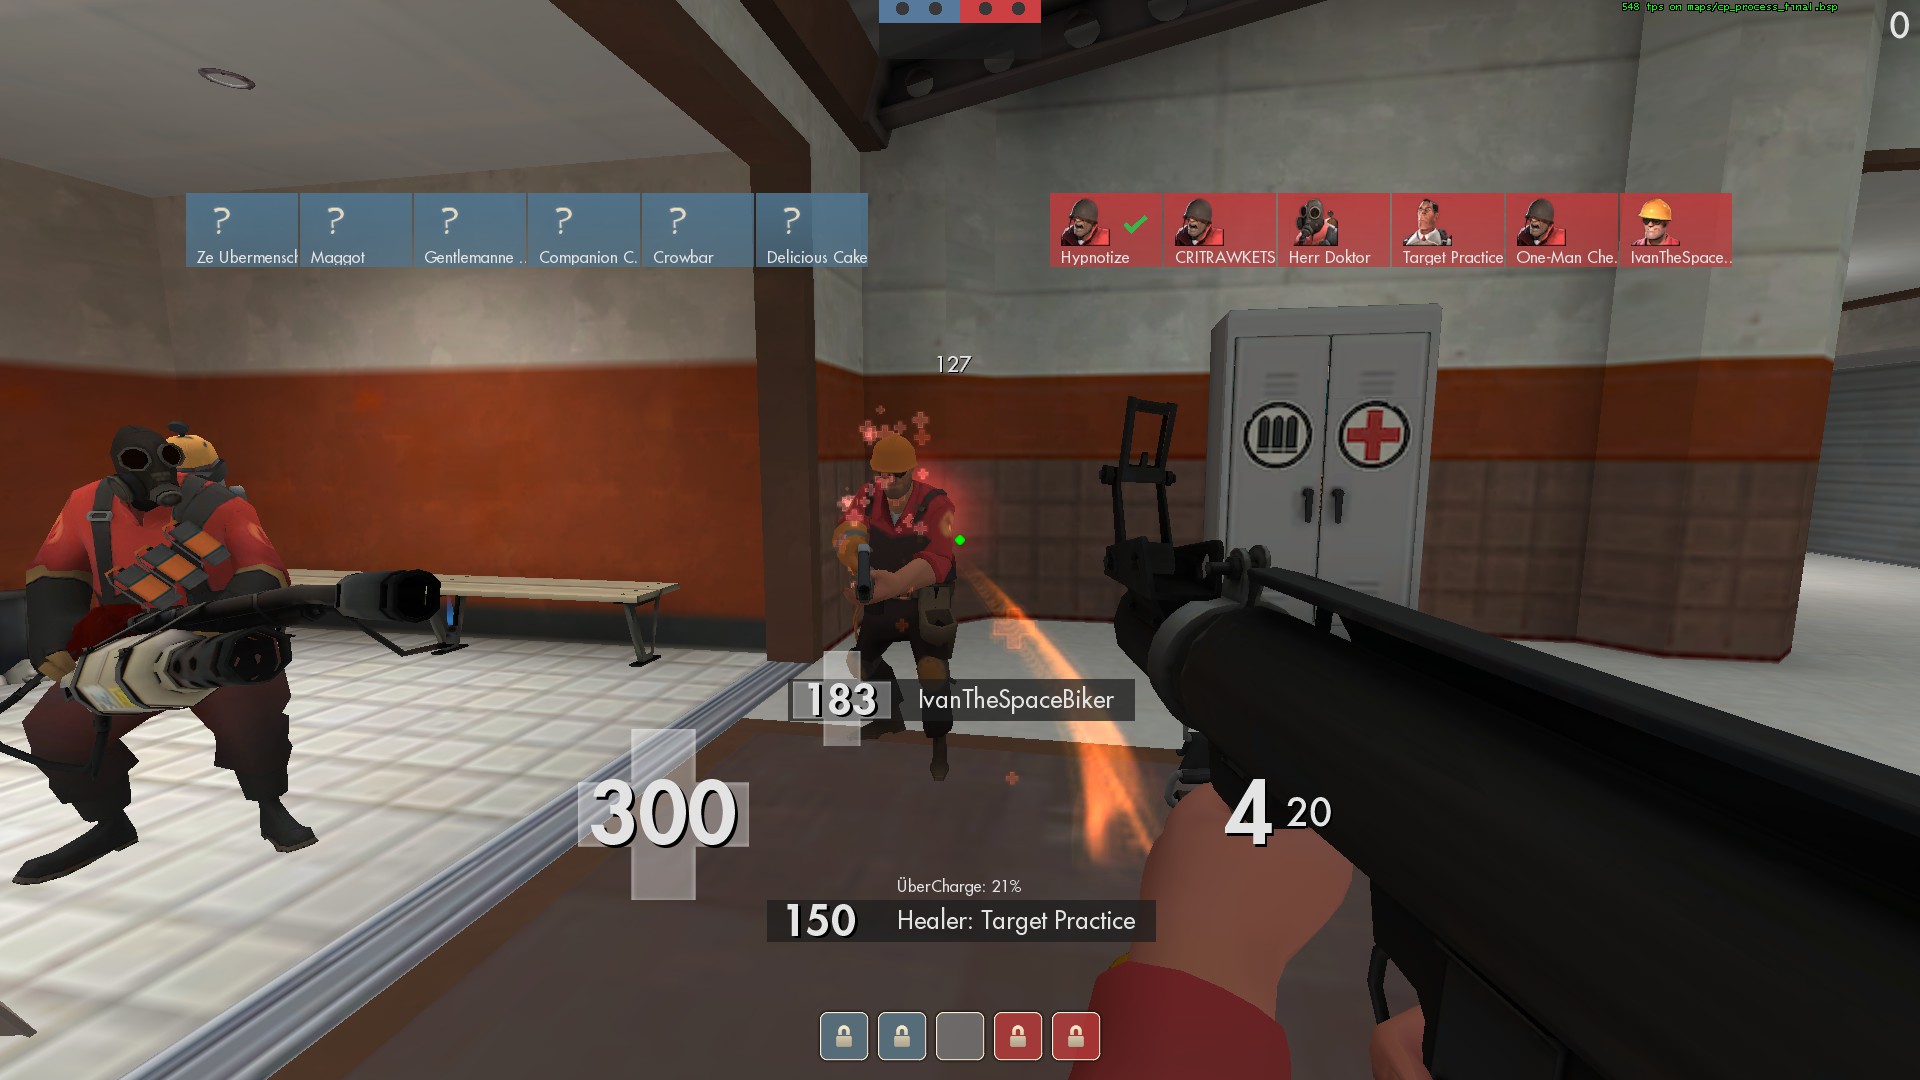 548 fps on maps/cp_process_final.bsp
0
? ? ? ? ? ?
Ze Ubermensch Maggot Gentlemanne .. Companion C. Crowbar Delicious Cake
Hypnotize CRITRAWKETS Herr Doktor Target Practice One-Man Che. IvanTheSpace..
127
183 IvanTheSpaceBiker
300
4 20
ÜberCharge: 21%
150 Healer: Target Practice